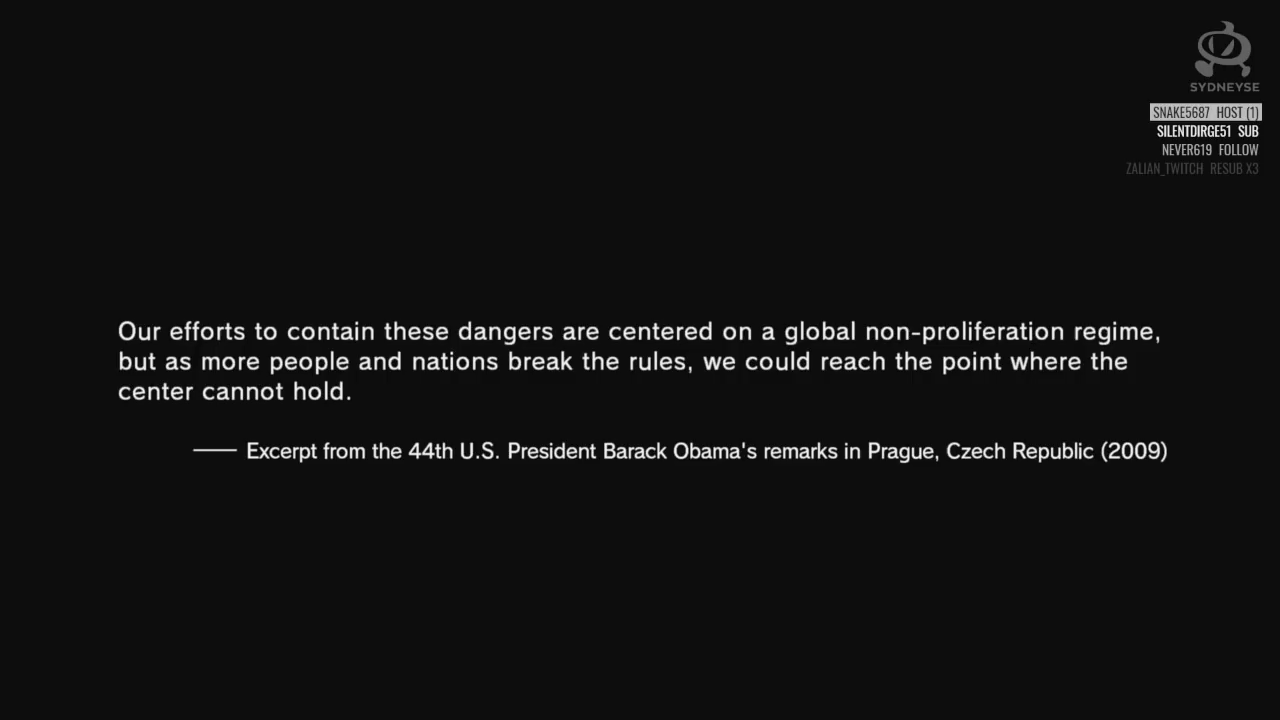 SYDNEYSE
SNAKE5687 HOST (1)
SILENTDIRGE51 SUB
NEVER619 FOLLOW
ZALIAN_TWITCH RESUB X3
Our efforts to contain these dangers are centered on a global non-proliferation regime,
but as more people and nations break the rules, we could reach the point where the
center cannot hold.
—— Excerpt from the 44th U.S. President Barack Obama's remarks in Prague, Czech Republic (2009)